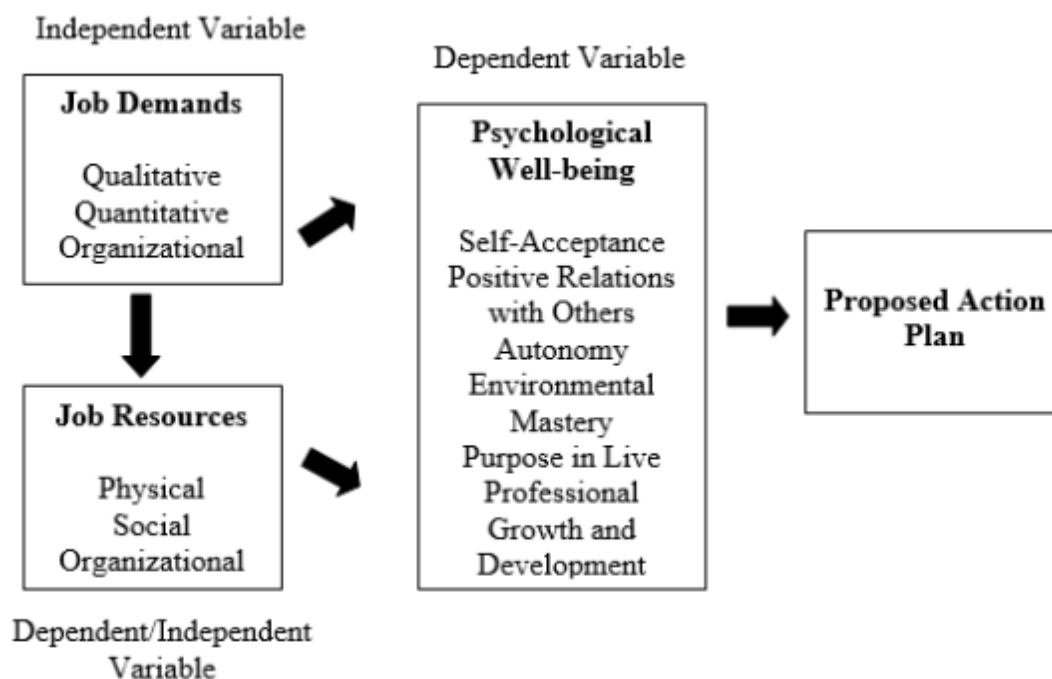 Independent Variable
Job Demands
Qualitative
Quantitative
Organizational
Job Resources
Physical
Social
Organizational
Dependent/Independent
Variable
Dependent Variable
Psychological
Well-being
Self-Acceptance
Positive Relations
with Others
Autonomy
Environmental
Mastery
Purpose in Live
Professional
Growth and
Development
Proposed Action
Plan